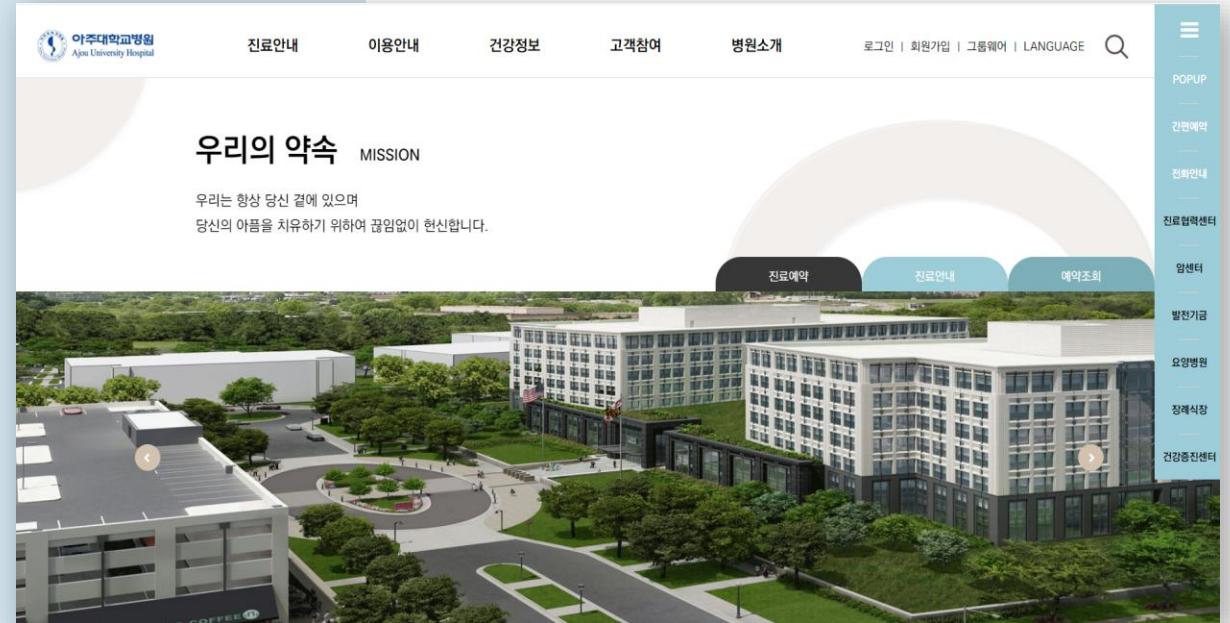 아주대학교병원
Ajou University Hospital
진료안내 이용안내 건강정보 고객참여 병원소개
로그인 | 회원가입 | 그룹웨어 | LANGUAGE
POPUP
간편예약
전화안내
진료협력센터
암센터
발전기금
요양병원
장례식장
건강증진센터
우리의 약속 MISSION
우리는 항상 당신 곁에 있으며
당신의 아픔을 치유하기 위하여 끊임없이 헌신합니다.
진료예약 진료안내 예약조회
COFFEE